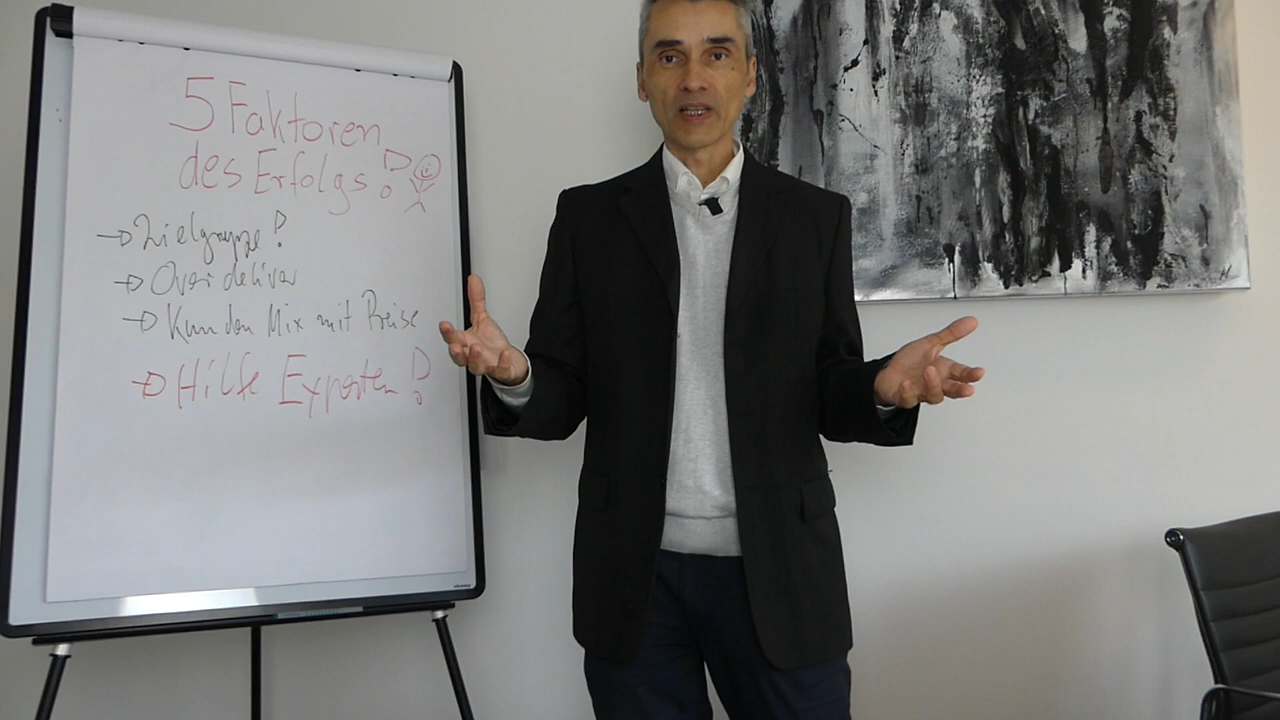 5 Faktoren
des Erfolgs!
→ Zielgruppe!
→ Over deliver
→ Kunden Mix mit Preise
→ Hilfe Experten!